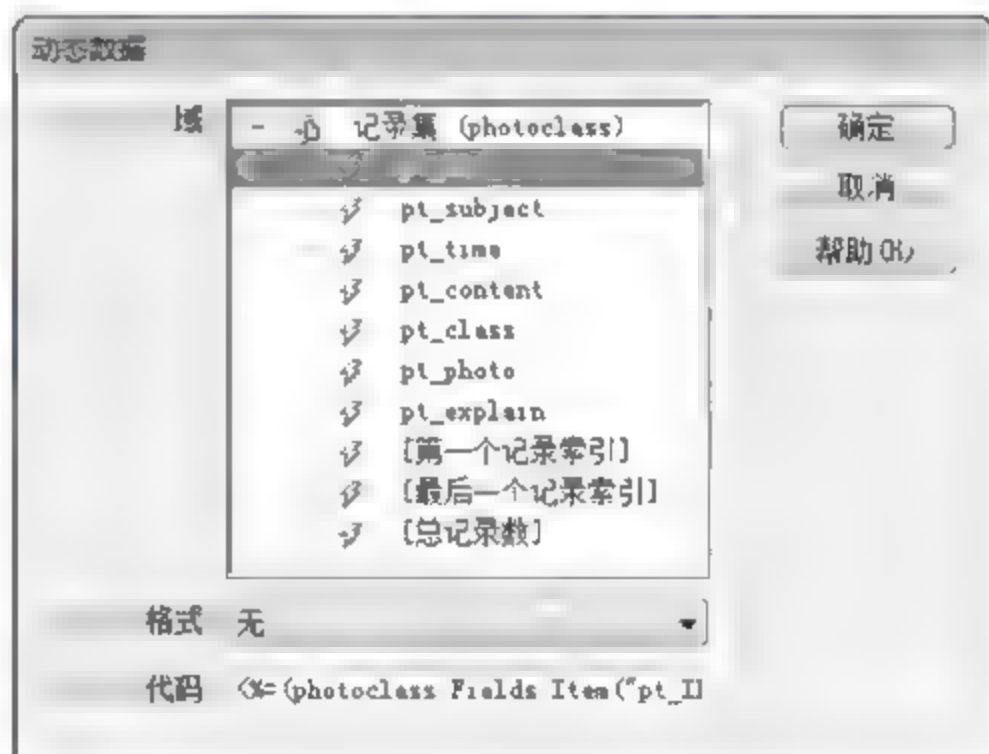 动态数据
域
记录集 (photoclass)
确定
取消
帮助(H)
pt_subject
pt_time
pt_content
pt_class
pt_photo
pt_explain
[第一个记录索引]
[最后一个记录索引]
[总记录数]
格式 无
代码 <%=(photoclass.Fields.Item("pt_I